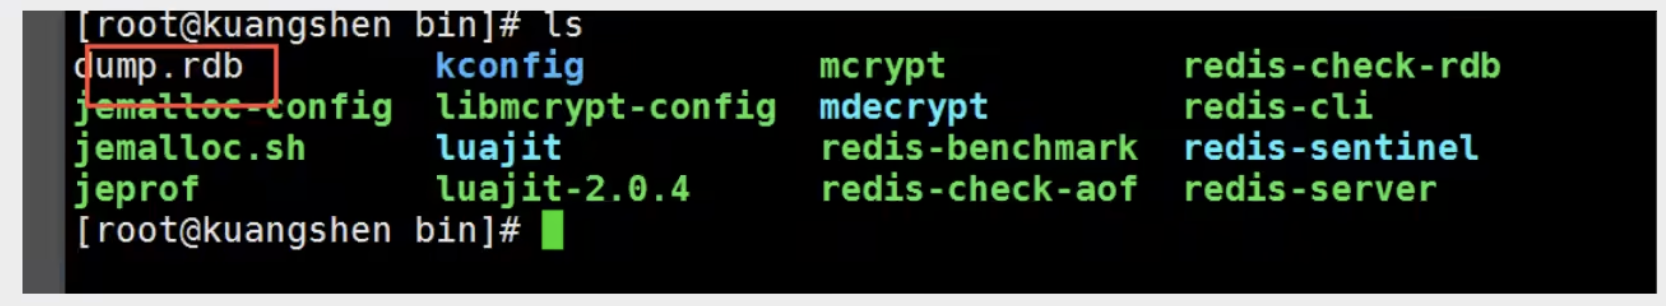 [root@kuangshen bin]# ls
dump.rdb kconfig mcrypt redis-check-rdb
jemalloc-config libmcrypt-config mdecrypt redis-cli
jemalloc.sh luajit redis-benchmark redis-sentinel
jeprof luajit-2.0.4 redis-check-aof redis-server
[root@kuangshen bin]#